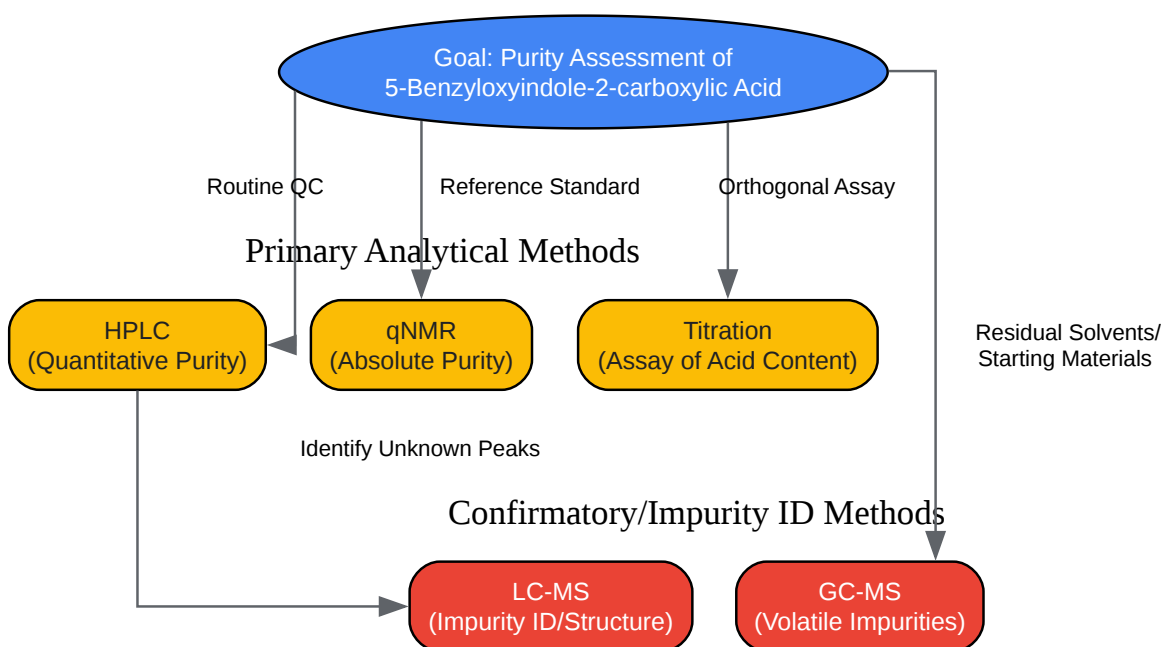 Goal: Purity Assessment of
5-Benzyloxyindole-2-carboxylic Acid
Routine QC
Reference Standard
Orthogonal Assay
Primary Analytical Methods
HPLC
(Quantitative Purity)
qNMR
(Absolute Purity)
Titration
(Assay of Acid Content)
Residual Solvents/
Starting Materials
Identify Unknown Peaks
Confirmatory/Impurity ID Methods
LC-MS
(Impurity ID/Structure)
GC-MS
(Volatile Impurities)